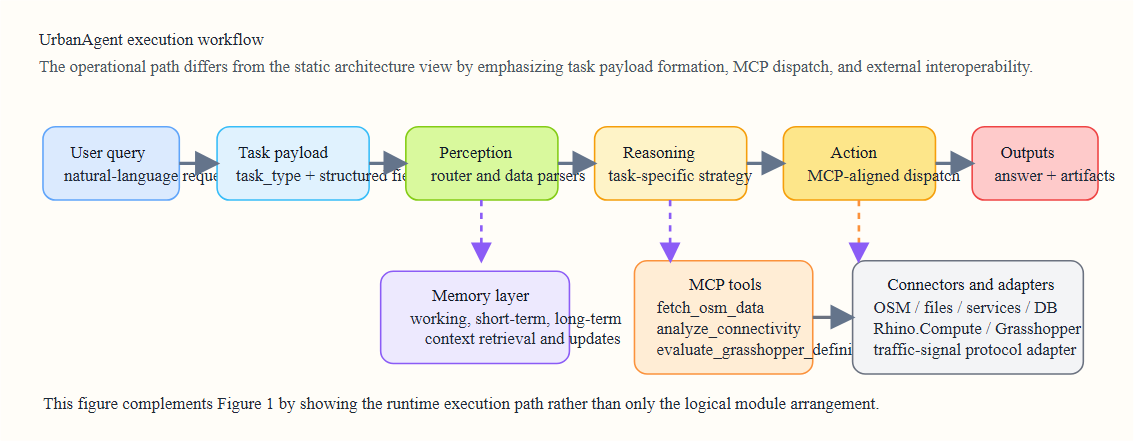 UrbanAgent execution workflow
The operational path differs from the static architecture view by emphasizing task payload formation, MCP dispatch, and external interoperability.
User query
natural-language reque
Task payload
task_type + structured fie
Perception
router and data parsers
Reasoning
task-specific strategy
Action
MCP-aligned dispatch
Outputs
answer + artifacts
Memory layer
working, short-term, long-term
context retrieval and updates
MCP tools
fetch_osm_data
analyze_connectivity
evaluate_grasshopper_defini
Connectors and adapters
OSM / files / services / DB
Rhino.Compute / Grasshopper
traffic-signal protocol adapter
This figure complements Figure 1 by showing the runtime execution path rather than only the logical module arrangement.